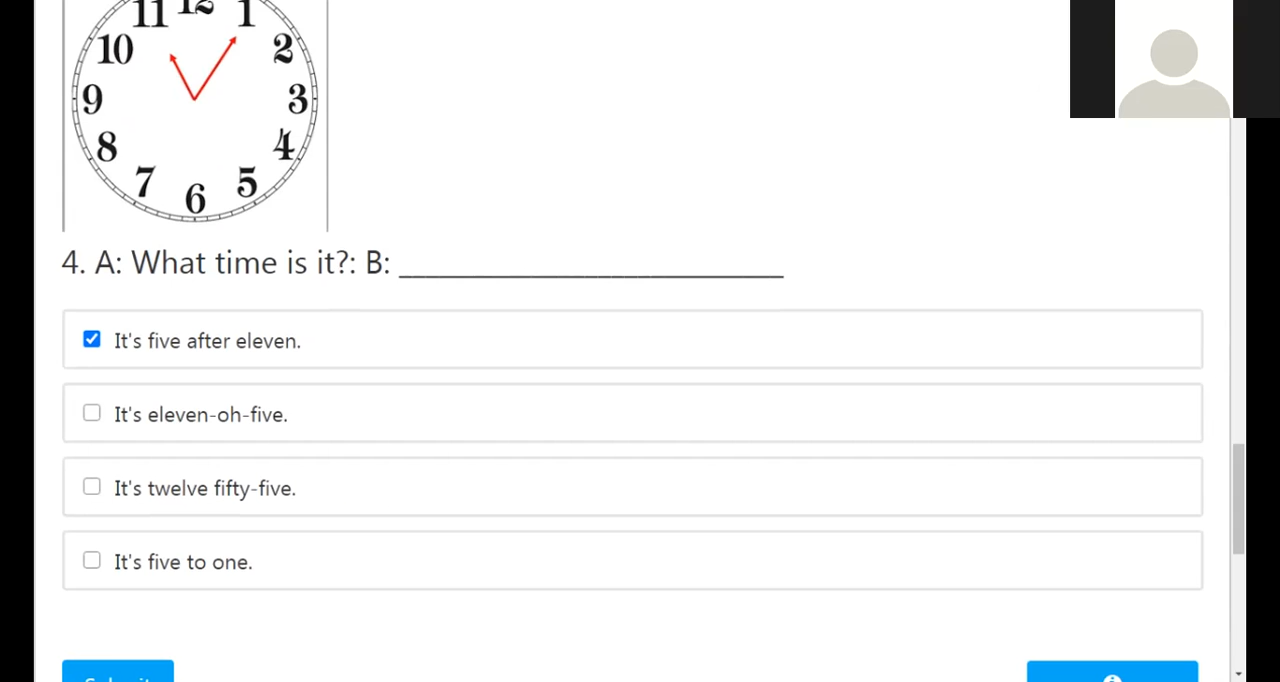 11 12 1
10 2
9 3
8 4
7 6 5
4. A: What time is it?: B: ____________________________
It's five after eleven.
It's eleven-oh-five.
It's twelve fifty-five.
It's five to one.